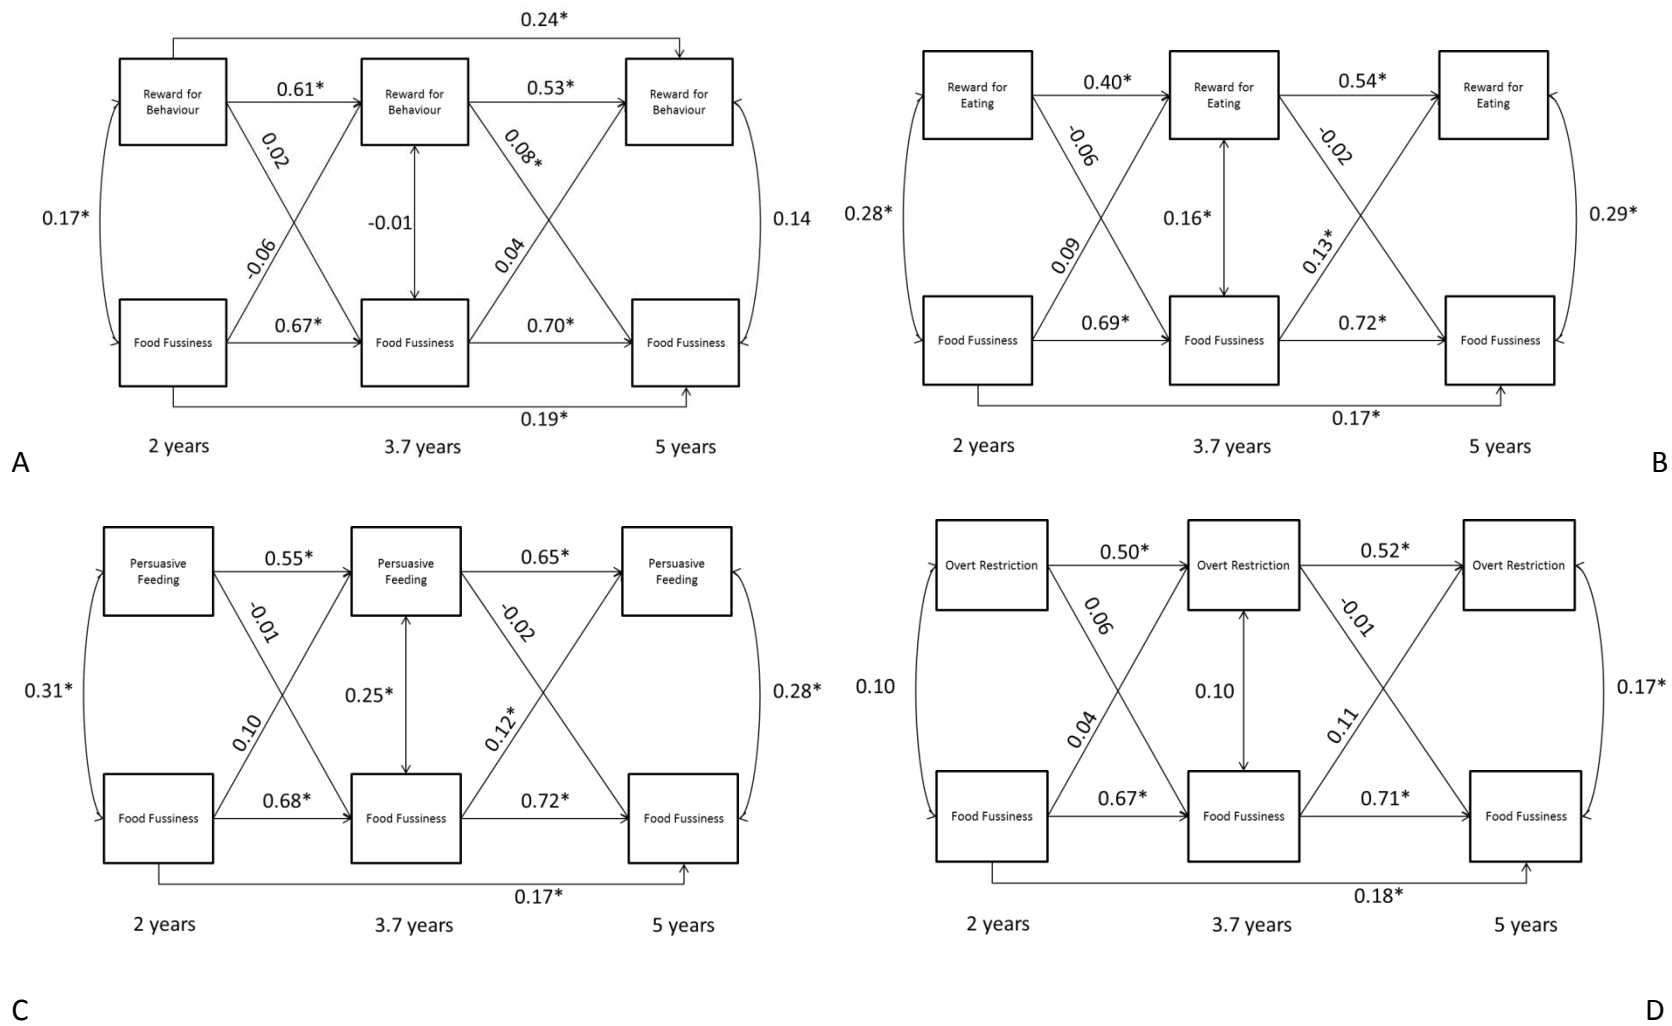 0.24*
Reward for
Behaviour
0.61*
Reward for
Behaviour
0.53*
Reward for
Behaviour
0.02
0.08*
0.17*
-0.01
0.14
-0.06
0.04
Food Fussiness
0.67*
Food Fussiness
0.70*
Food Fussiness
0.19*
2 years
3.7 years
5 years
A
Reward for
Eating
0.40*
Reward for
Eating
0.54*
Reward for
Eating
-0.06
-0.02
0.28*
0.16*
0.29*
0.09
0.13*
Food Fussiness
0.69*
Food Fussiness
0.72*
Food Fussiness
0.17*
2 years
3.7 years
5 years
B
Persuasive
Feeding
0.55*
Persuasive
Feeding
0.65*
Persuasive
Feeding
-0.01
-0.02
0.31*
0.25*
0.28*
0.10
0.12*
Food Fussiness
0.68*
Food Fussiness
0.72*
Food Fussiness
0.17*
2 years
3.7 years
5 years
C
Overt Restriction
0.50*
Overt Restriction
0.52*
Overt Restriction
0.06
-0.01
0.10
0.10
0.17*
0.04
0.11
Food Fussiness
0.67*
Food Fussiness
0.71*
Food Fussiness
0.18*
2 years
3.7 years
5 years
D